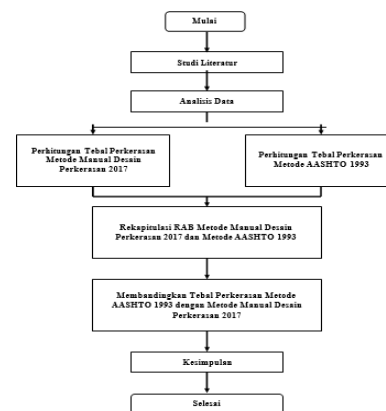 Mulai
Studi Literatur
Analisis Data
Perhitungan Tebal Perkerasan
Metode Manual Desain
Perkerasan 2017
Perhitungan Tebal Perkerasan
Metode AASHTO 1993
Rekapitulasi RAB Metode Manual Desain
Perkerasan 2017 dan Metode AASHTO 1993
Membandingkan Tebal Perkerasan Metode
AASHTO 1993 dengan Metode Manual Desain
Perkerasan 2017
Kesimpulan
Selesai